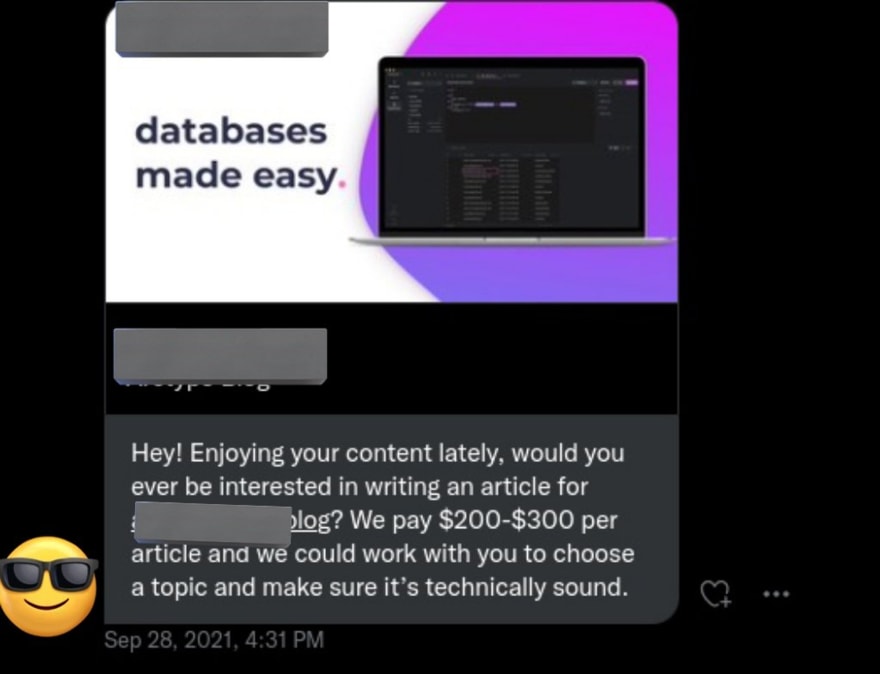 databases
made easy.
Blog
Hey! Enjoying your content lately, would you
ever be interested in writing an article for
blog? We pay $200-$300 per
article and we could work with you to choose
a topic and make sure it’s technically sound.
Sep 28, 2021, 4:31 PM